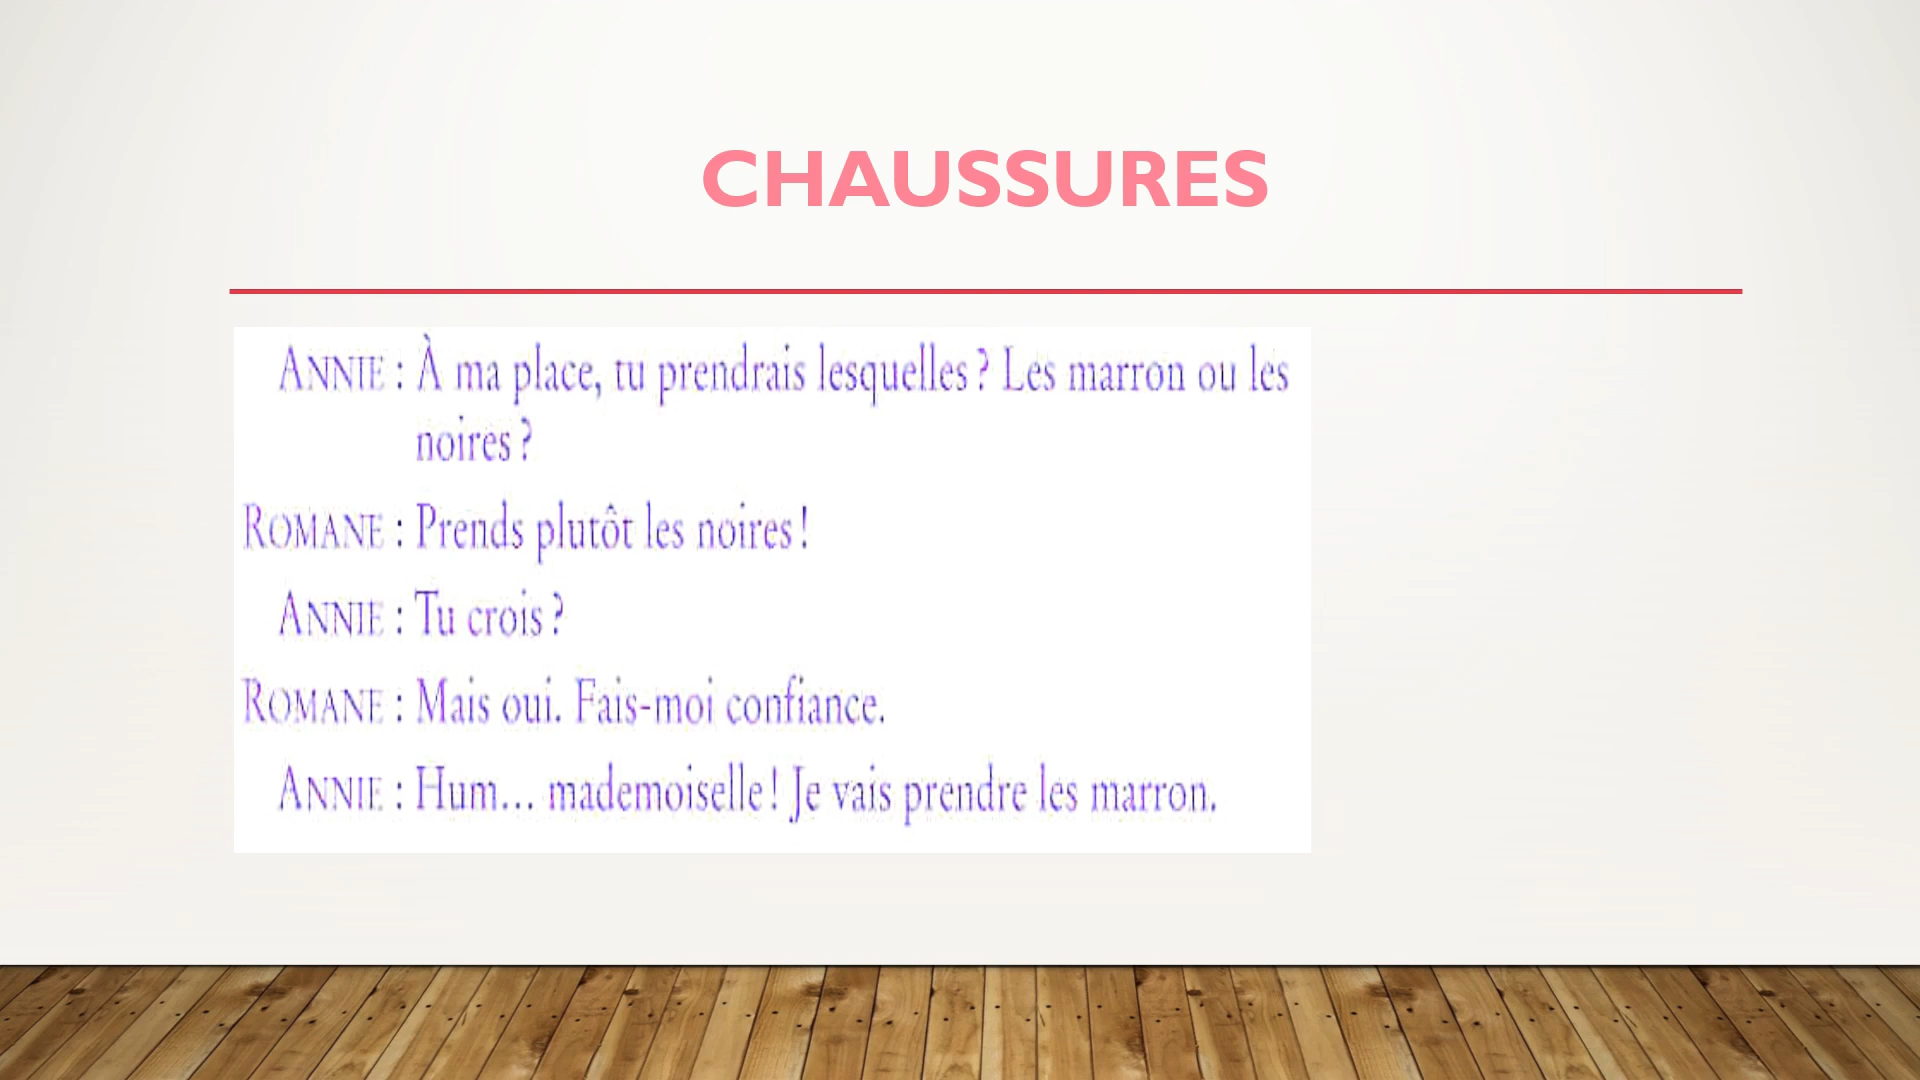 CHAUSSURES
ANNIE : À ma place, tu prendrais lesquelles ? Les marron ou les
noires ?
ROMANE : Prends plutôt les noires !
ANNIE : Tu crois ?
ROMANE : Mais oui. Fais-moi confiance.
ANNIE : Hum… mademoiselle ! Je vais prendre les marron.